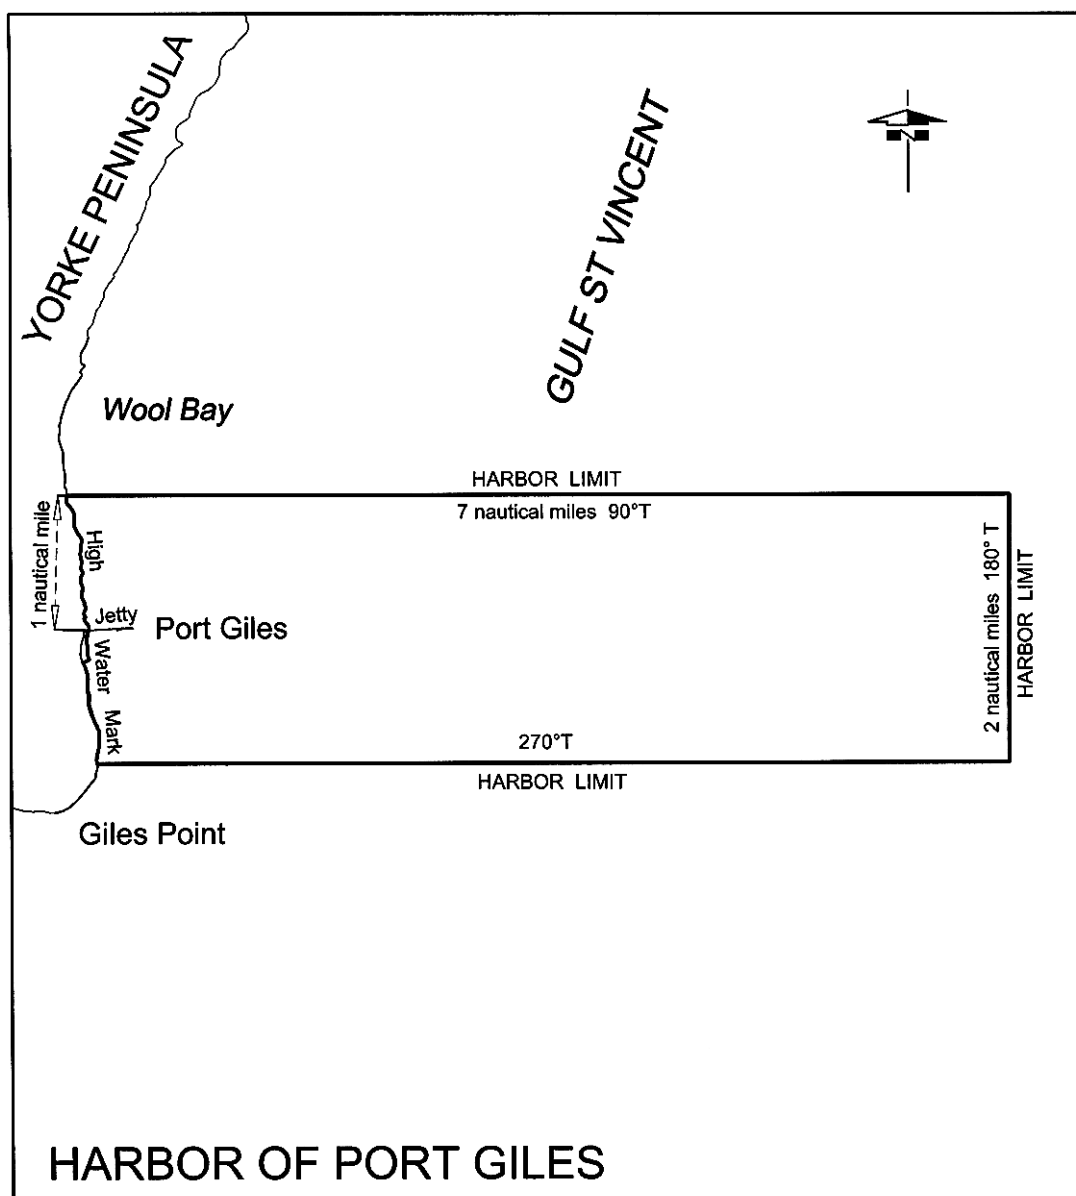 YORKE PENINSULA
GULF ST VINCENT
N
Wool Bay
HARBOR LIMIT
7 nautical miles 90°T
1 nautical mile
High
Water
Mark
Jetty
Port Giles
2 nautical miles 180° T
HARBOR LIMIT
270°T
HARBOR LIMIT
Giles Point
HARBOR OF PORT GILES